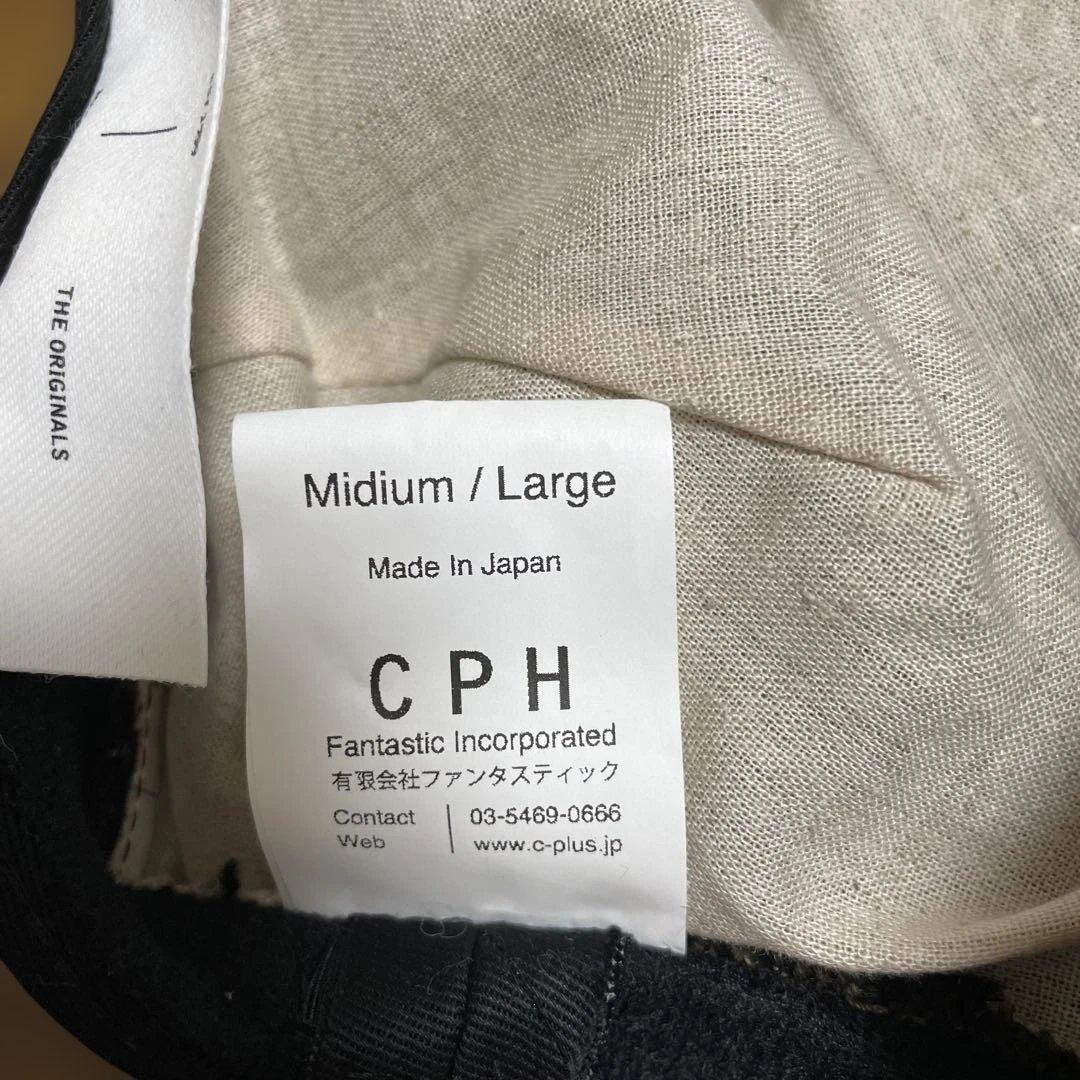 THE ORIGINALS
Midium / Large
Made In Japan
CPH
Fantastic Incorporated
有限会社ファンタスティック
Contact 03-5469-0666
Web www.c-plus.jp